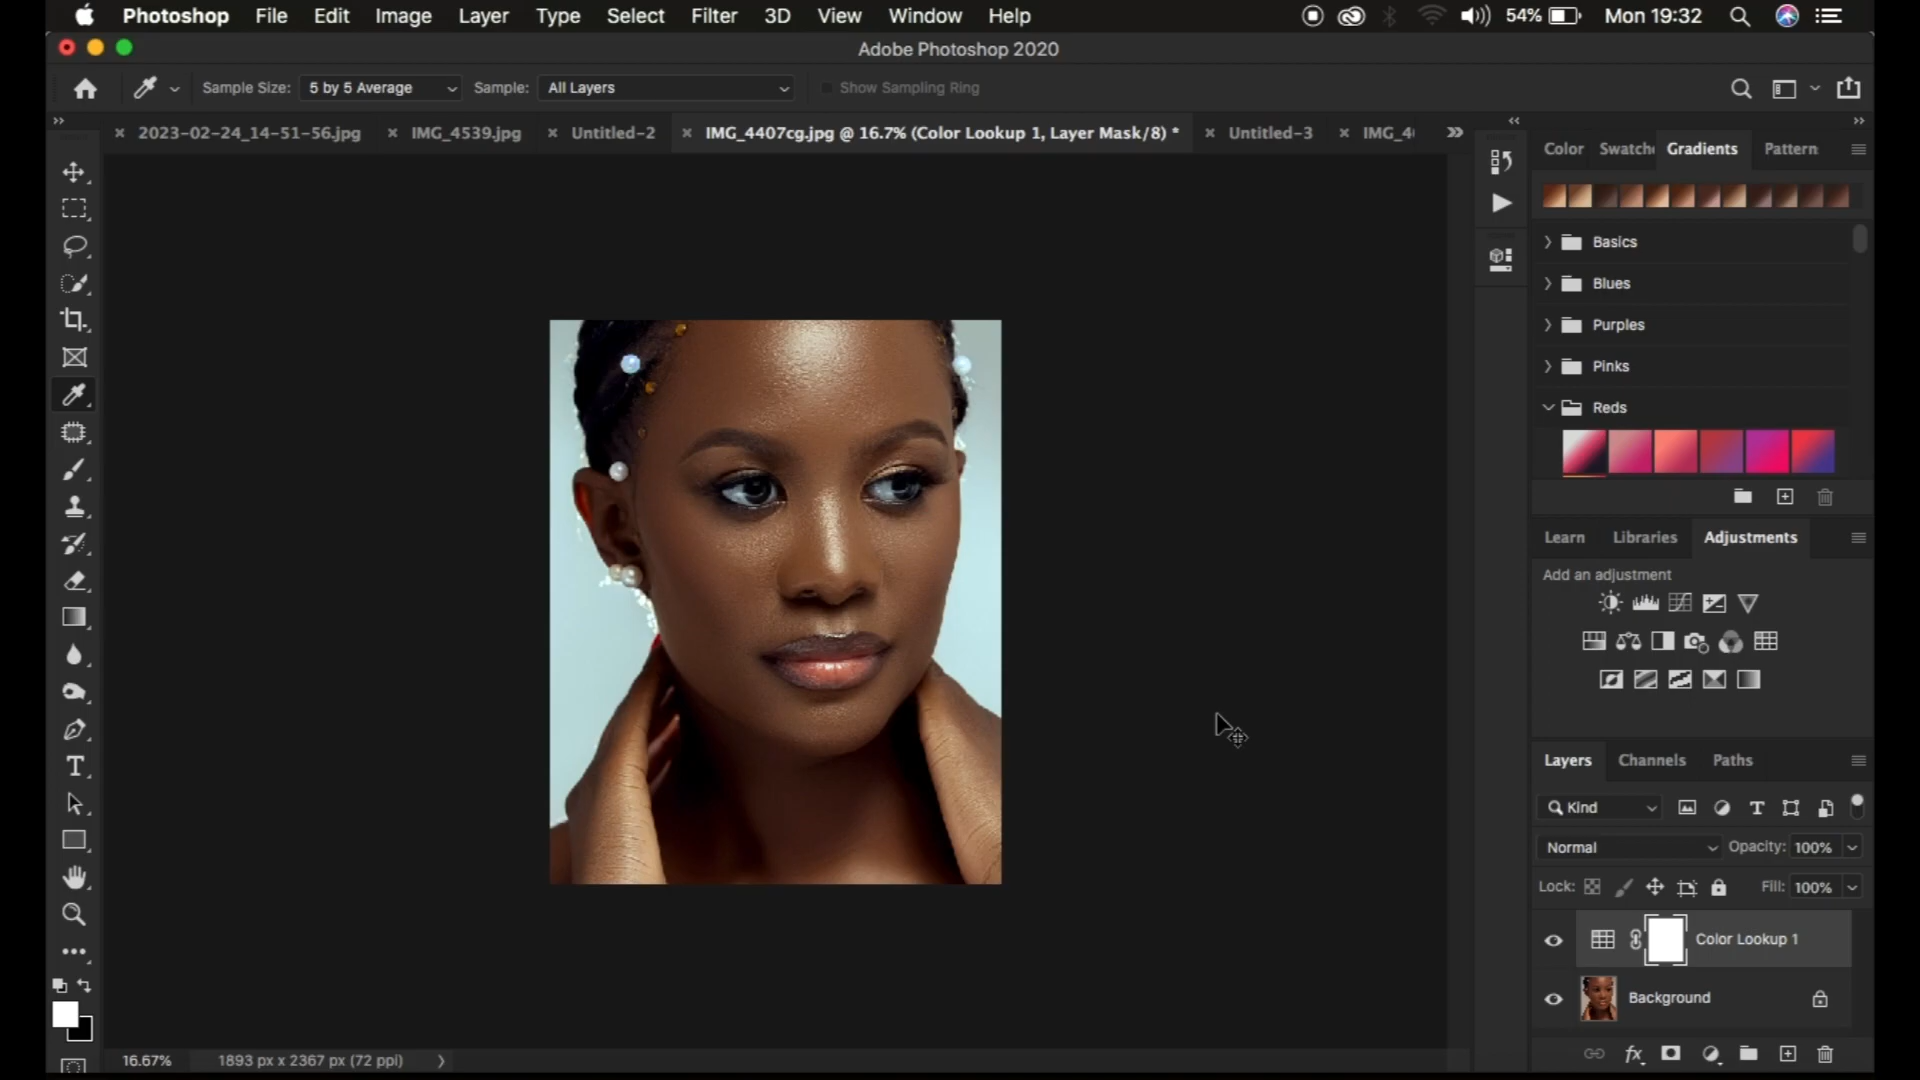 Photoshop File Edit Image Layer Type Select Filter 3D View Window Help 54% Mon 19:32
Adobe Photoshop 2020
Sample Size: 5 by 5 Average Sample: All Layers Show Sampling Ring
2023-02-24_14-51-56.jpg IMG_4539.jpg Untitled-2 IMG_4407cg.jpg @ 16.7% (Color Lookup 1, Layer Mask/8) * Untitled-3
Color Swatche Gradients Pattern
Basics
Blues
Purples
Pinks
Reds
Learn Libraries Adjustments
Add an adjustment
Layers Channels Paths
Kind
Normal Opacity: 100%
Lock: Fill: 100%
Color Lookup 1
Background
16.67% 1893 px x 2367 px (72 ppi)